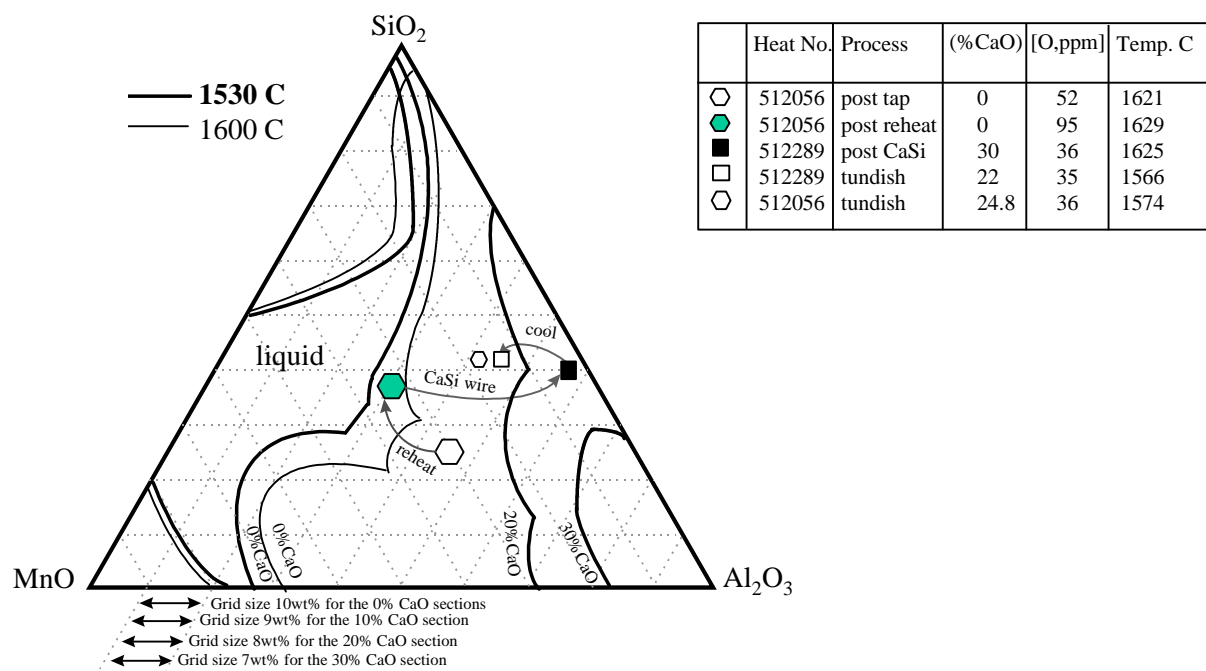 SiO2
1530 C
1600 C
Heat No. Process (%CaO) [O,ppm] Temp. C
512056 post tap 0 52 1621
512056 post reheat 0 95 1629
512289 post CaSi 30 36 1625
512289 tundish 22 35 1566
512056 tundish 24.8 36 1574
liquid
cool
CaSi wire
reheat
0%CaO
0%CaO
20%CaO
30%CaO
MnO
Al2O3
Grid size 10wt% for the 0% CaO sections
Grid size 9wt% for the 10% CaO section
Grid size 8wt% for the 20% CaO section
Grid size 7wt% for the 30% CaO section